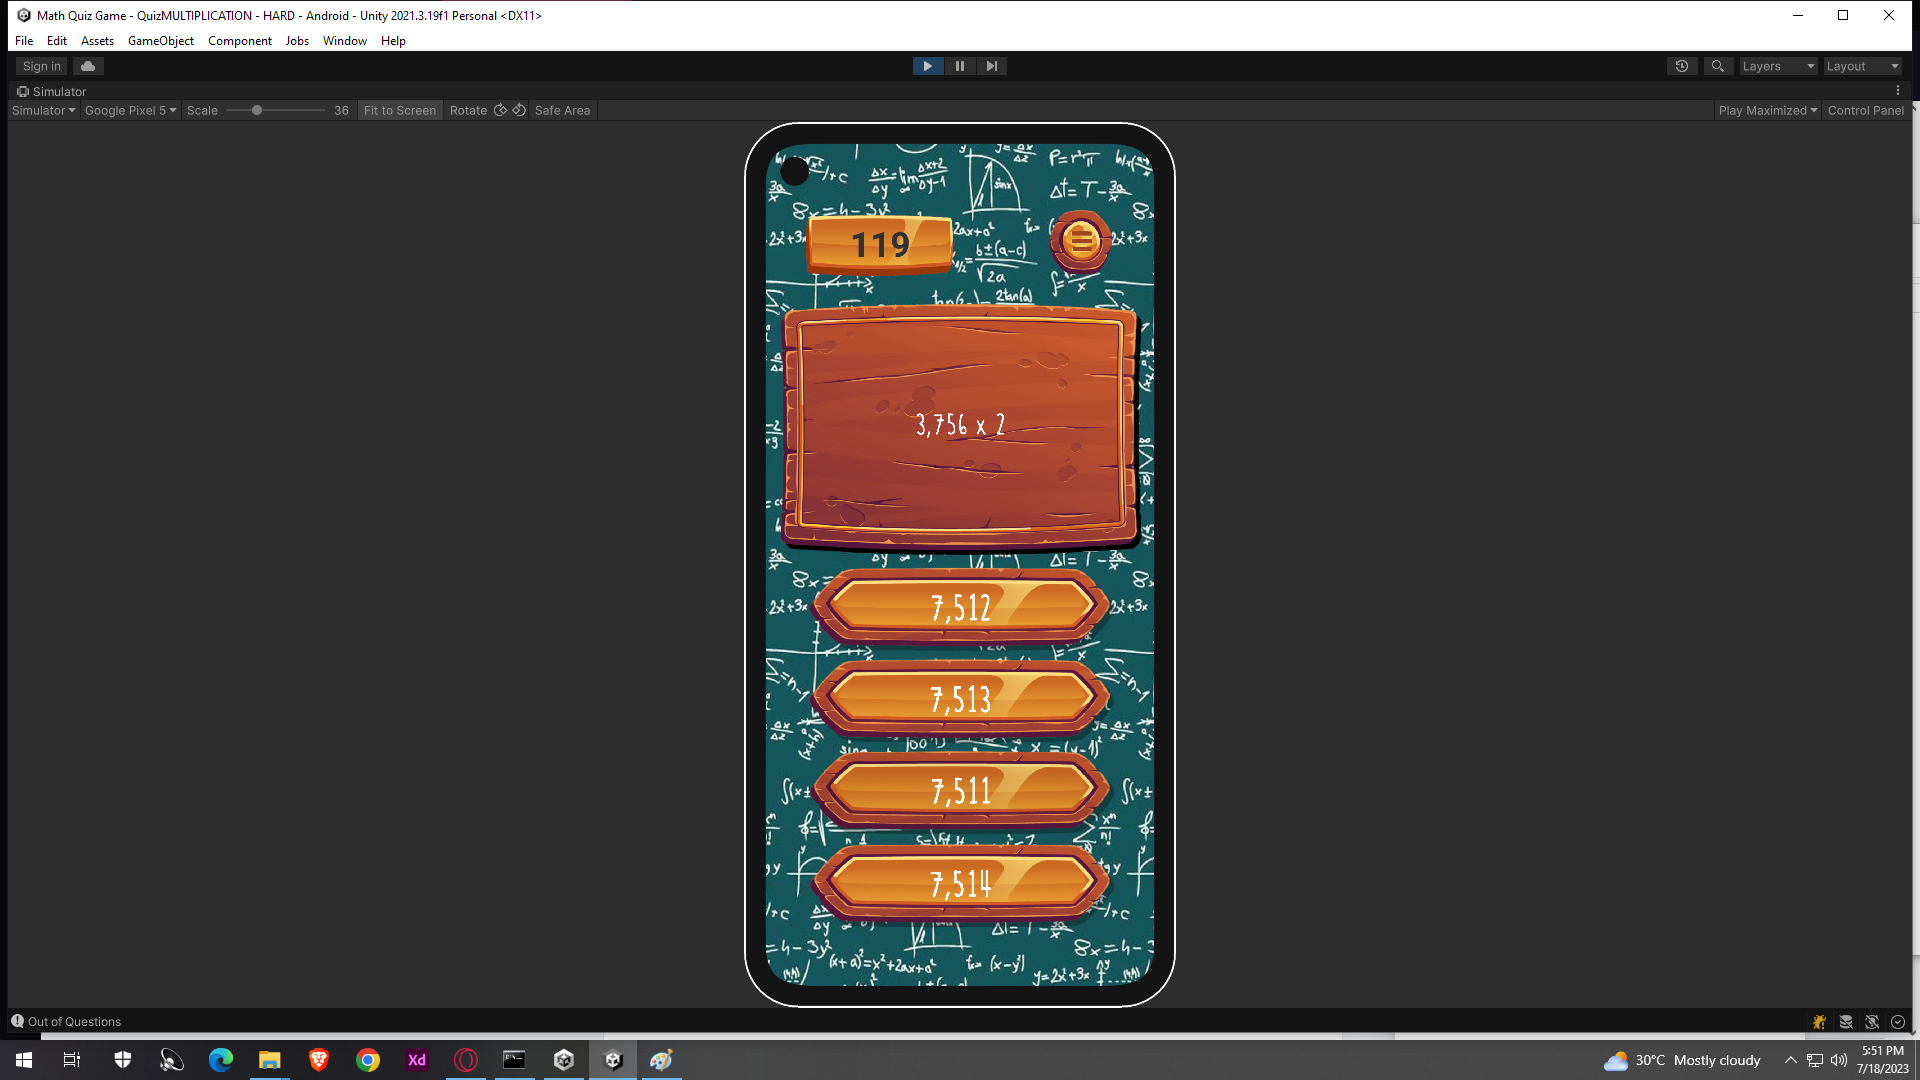 Math Quiz Game - QuizMULTIPLICATION - HARD - Android - Unity 2021.3.19f1 Personal <DX11>
File Edit Assets GameObject Component Jobs Window Help
Sign in
Layers
Layout
Simulator
Simulator Google Pixel 5 Scale 36 Fit to Screen Rotate Safe Area
Play Maximized Control Panel
119
3,756 x 2
7,512
7,513
7,511
7,514
Out of Questions
Xd
30°C Mostly cloudy
5:51 PM
7/18/2023